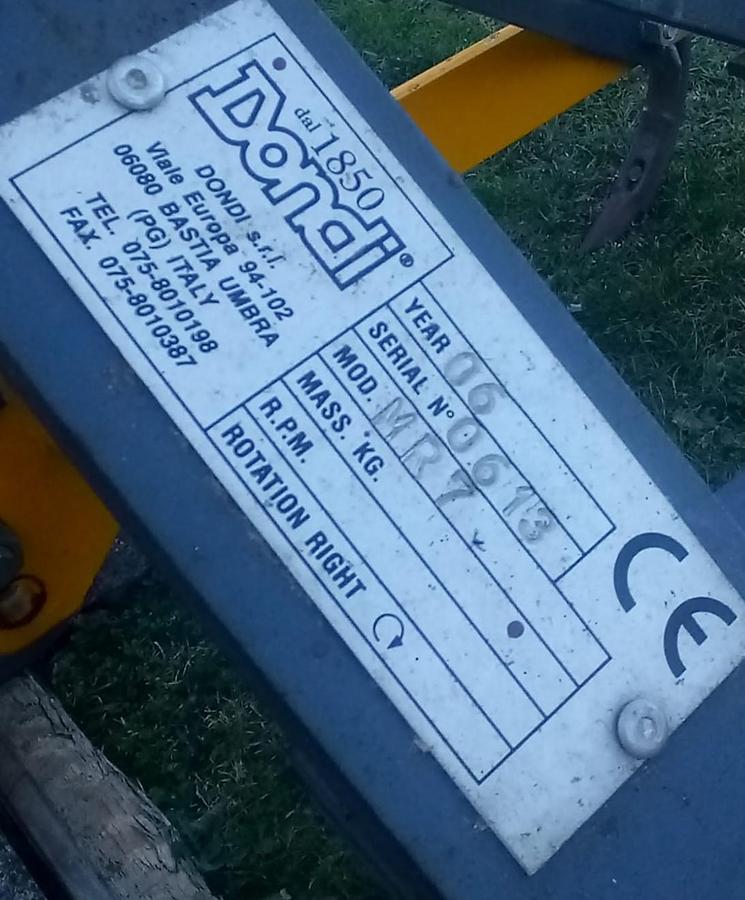 dal 1850
Dondi®
DONDI s.r.l.
Viale Europa 94-102
06080 BASTIA UMBRA
(PG) ITALY
TEL. 075-8010198
FAX. 075-8010387
YEAR 06
SERIAL N° 0613
MOD. MR7
MASS. KG.
R.P.M.
ROTATION RIGHT
CE